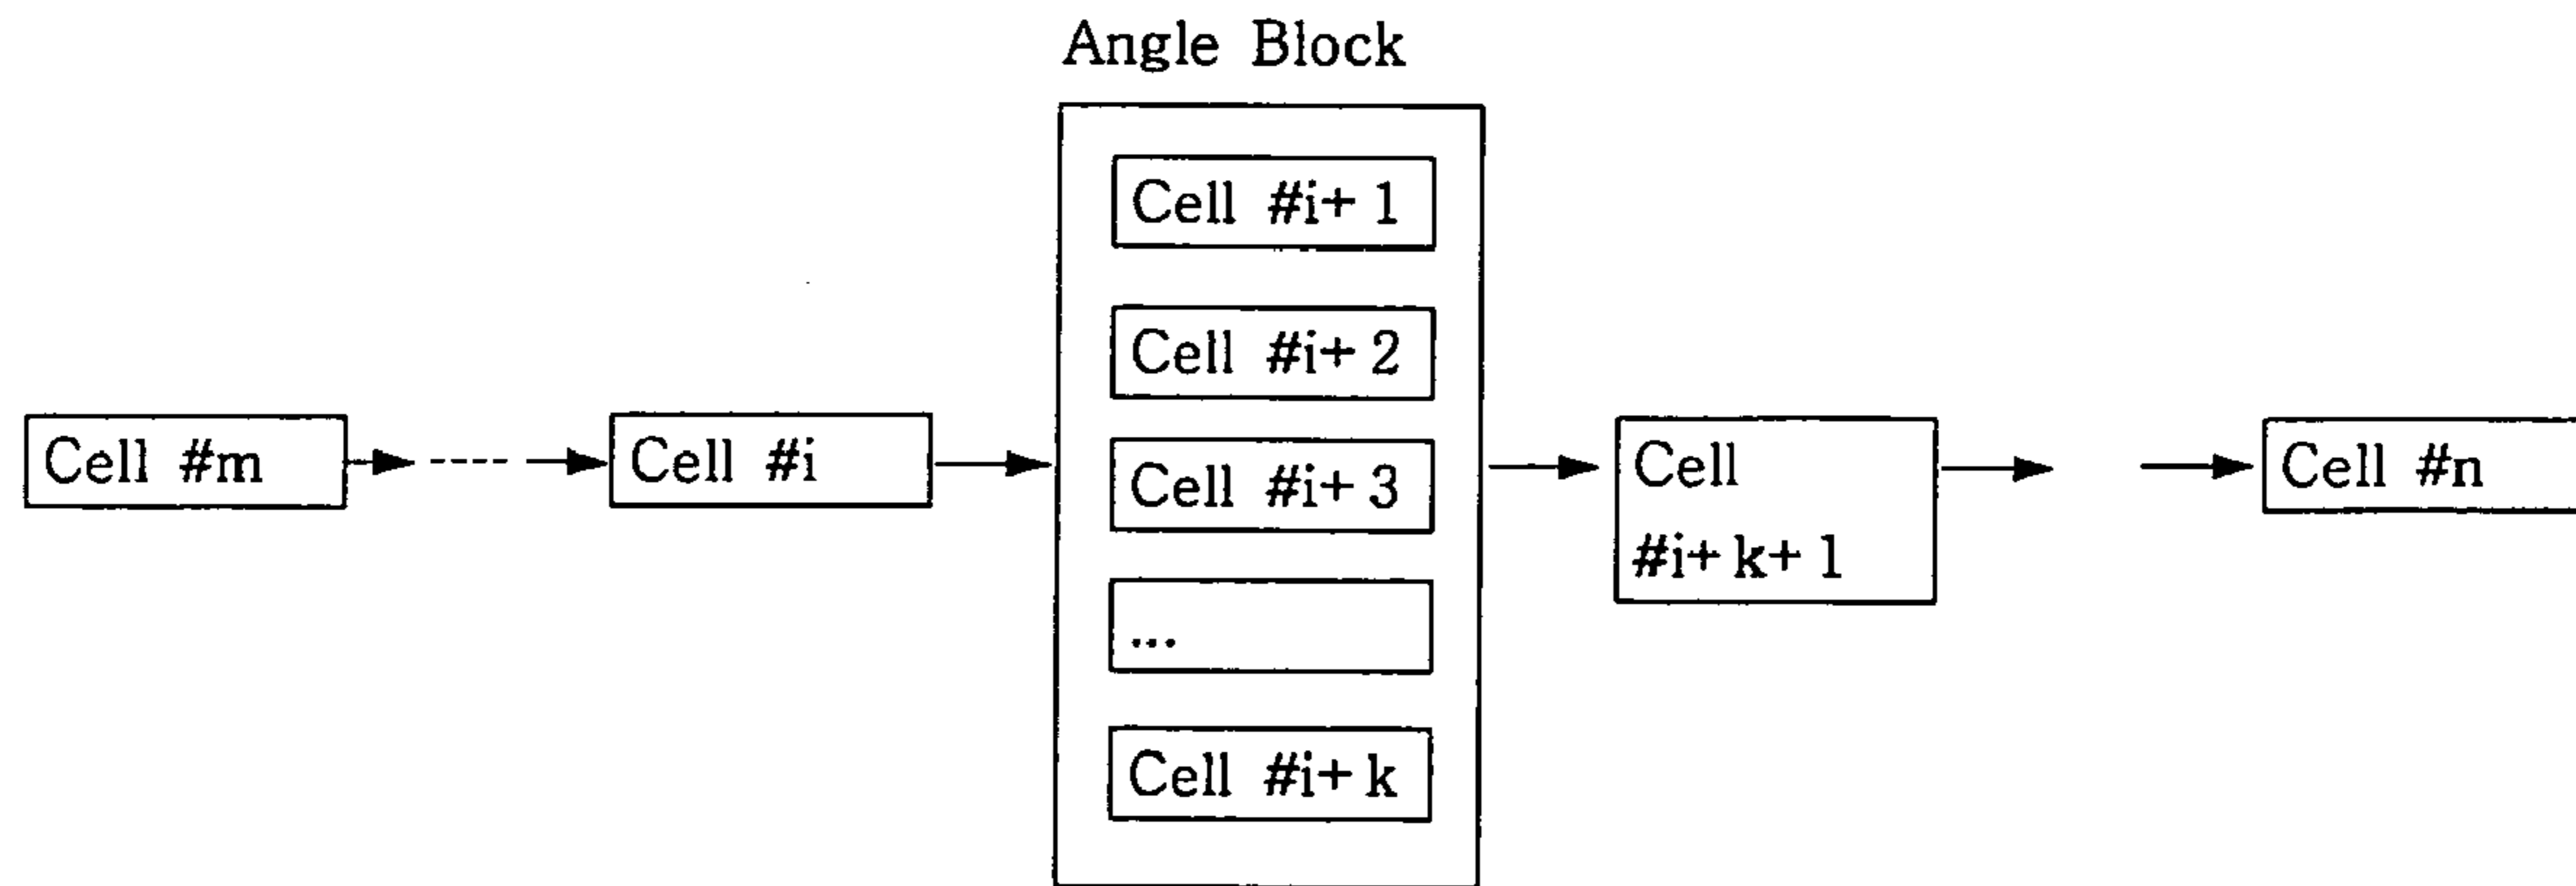 Angle Block
Cell #i+1
Cell #i+2
Cell #m
Cell #i
Cell #i+3
Cell
#i+k+1
Cell #n
...
Cell #i+k